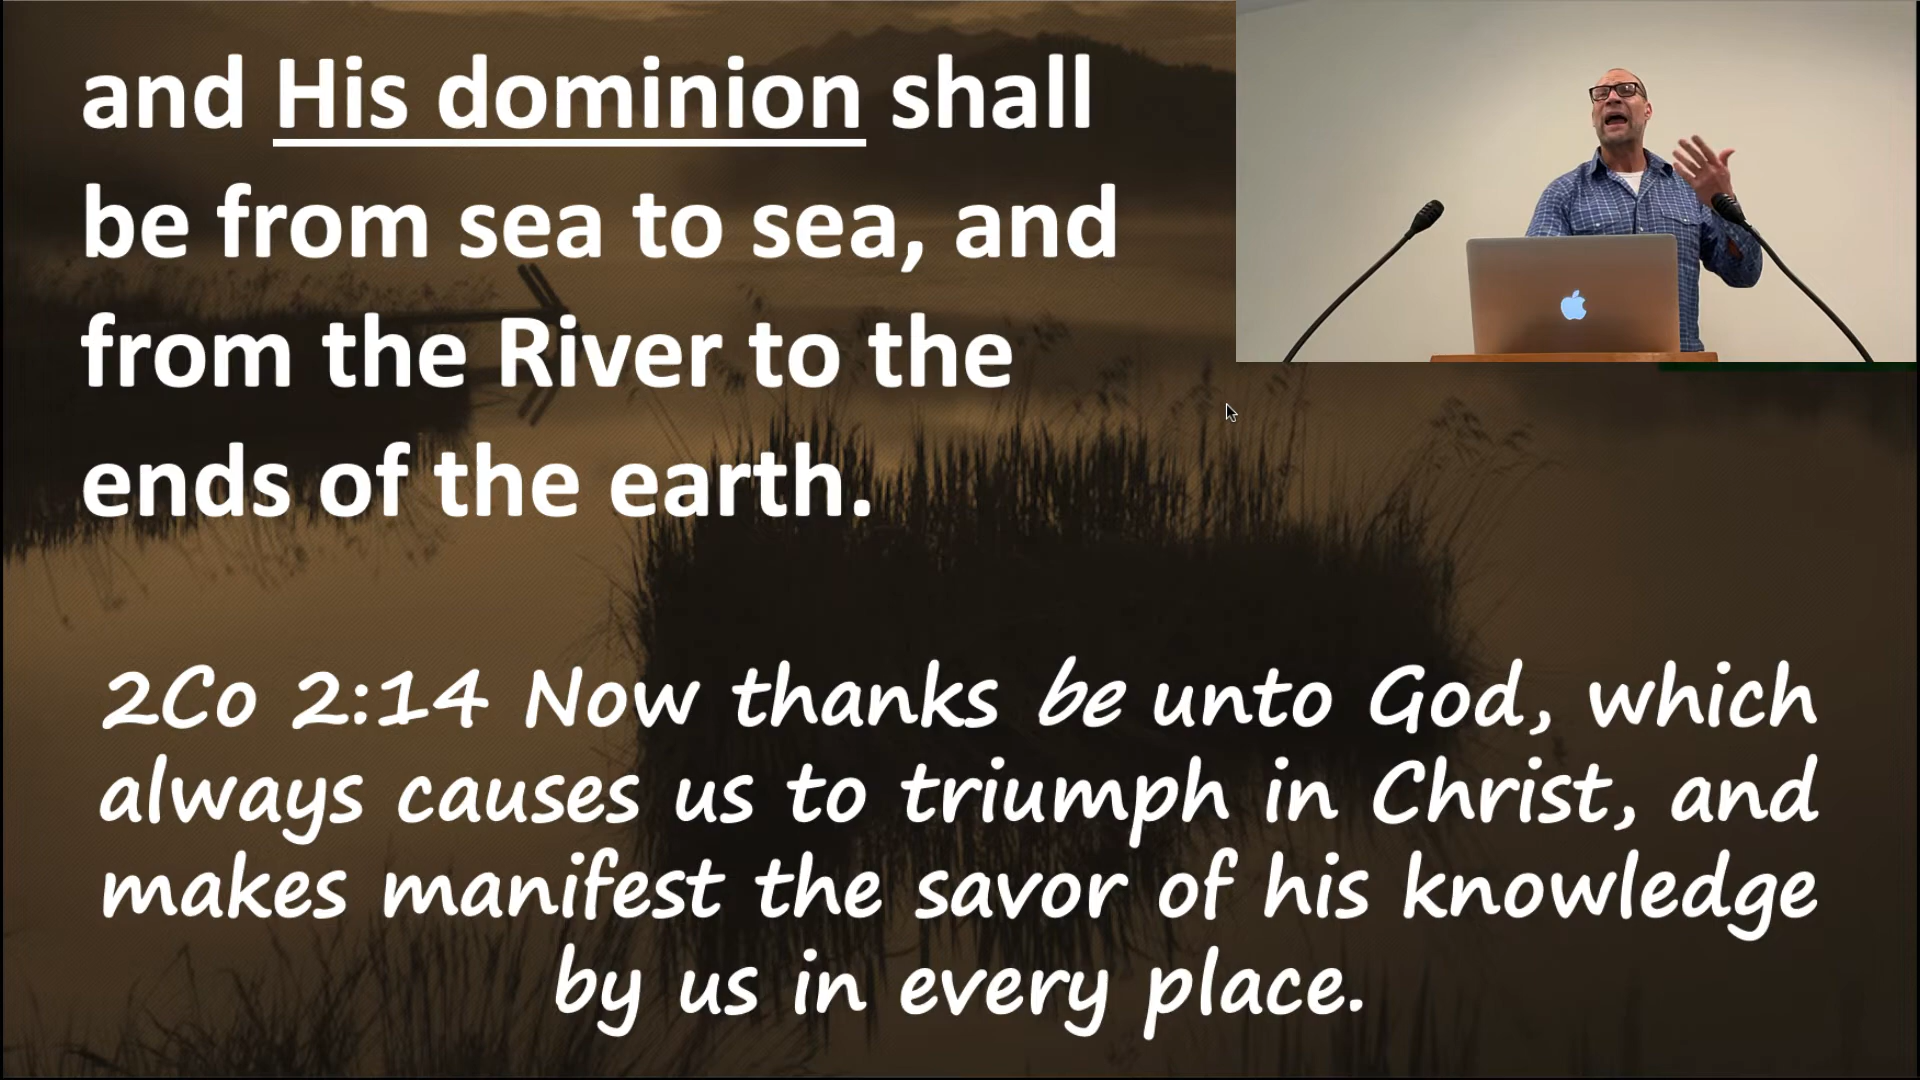 and His dominion shall
be from sea to sea, and
from the River to the
ends of the earth.
2Co 2:14 Now thanks be unto God, which
always causes us to triumph in Christ, and
makes manifest the savor of his knowledge
by us in every place.